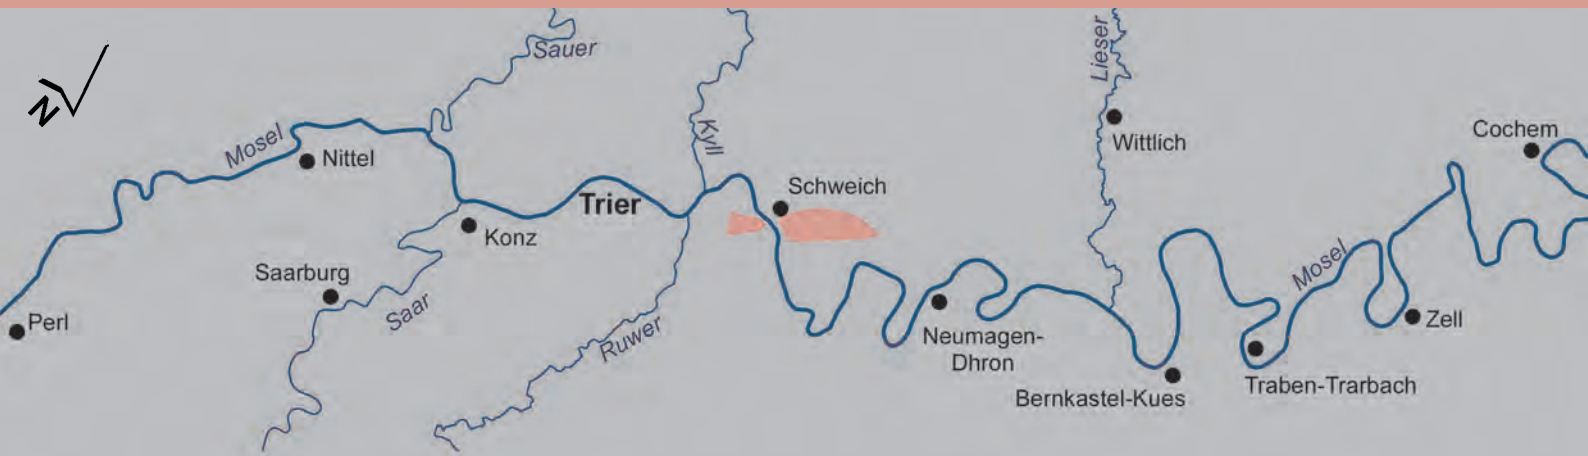 Sauer
Lieser
N
Mosel
Nittel
Kyll
Wittlich
Cochem
Schweich
Trier
Konz
Saarburg
Saar
Mosel
Perl
Ruwer
Neumagen-
Dhron
Zell
Traben-Trarbach
Bernkastel-Kues